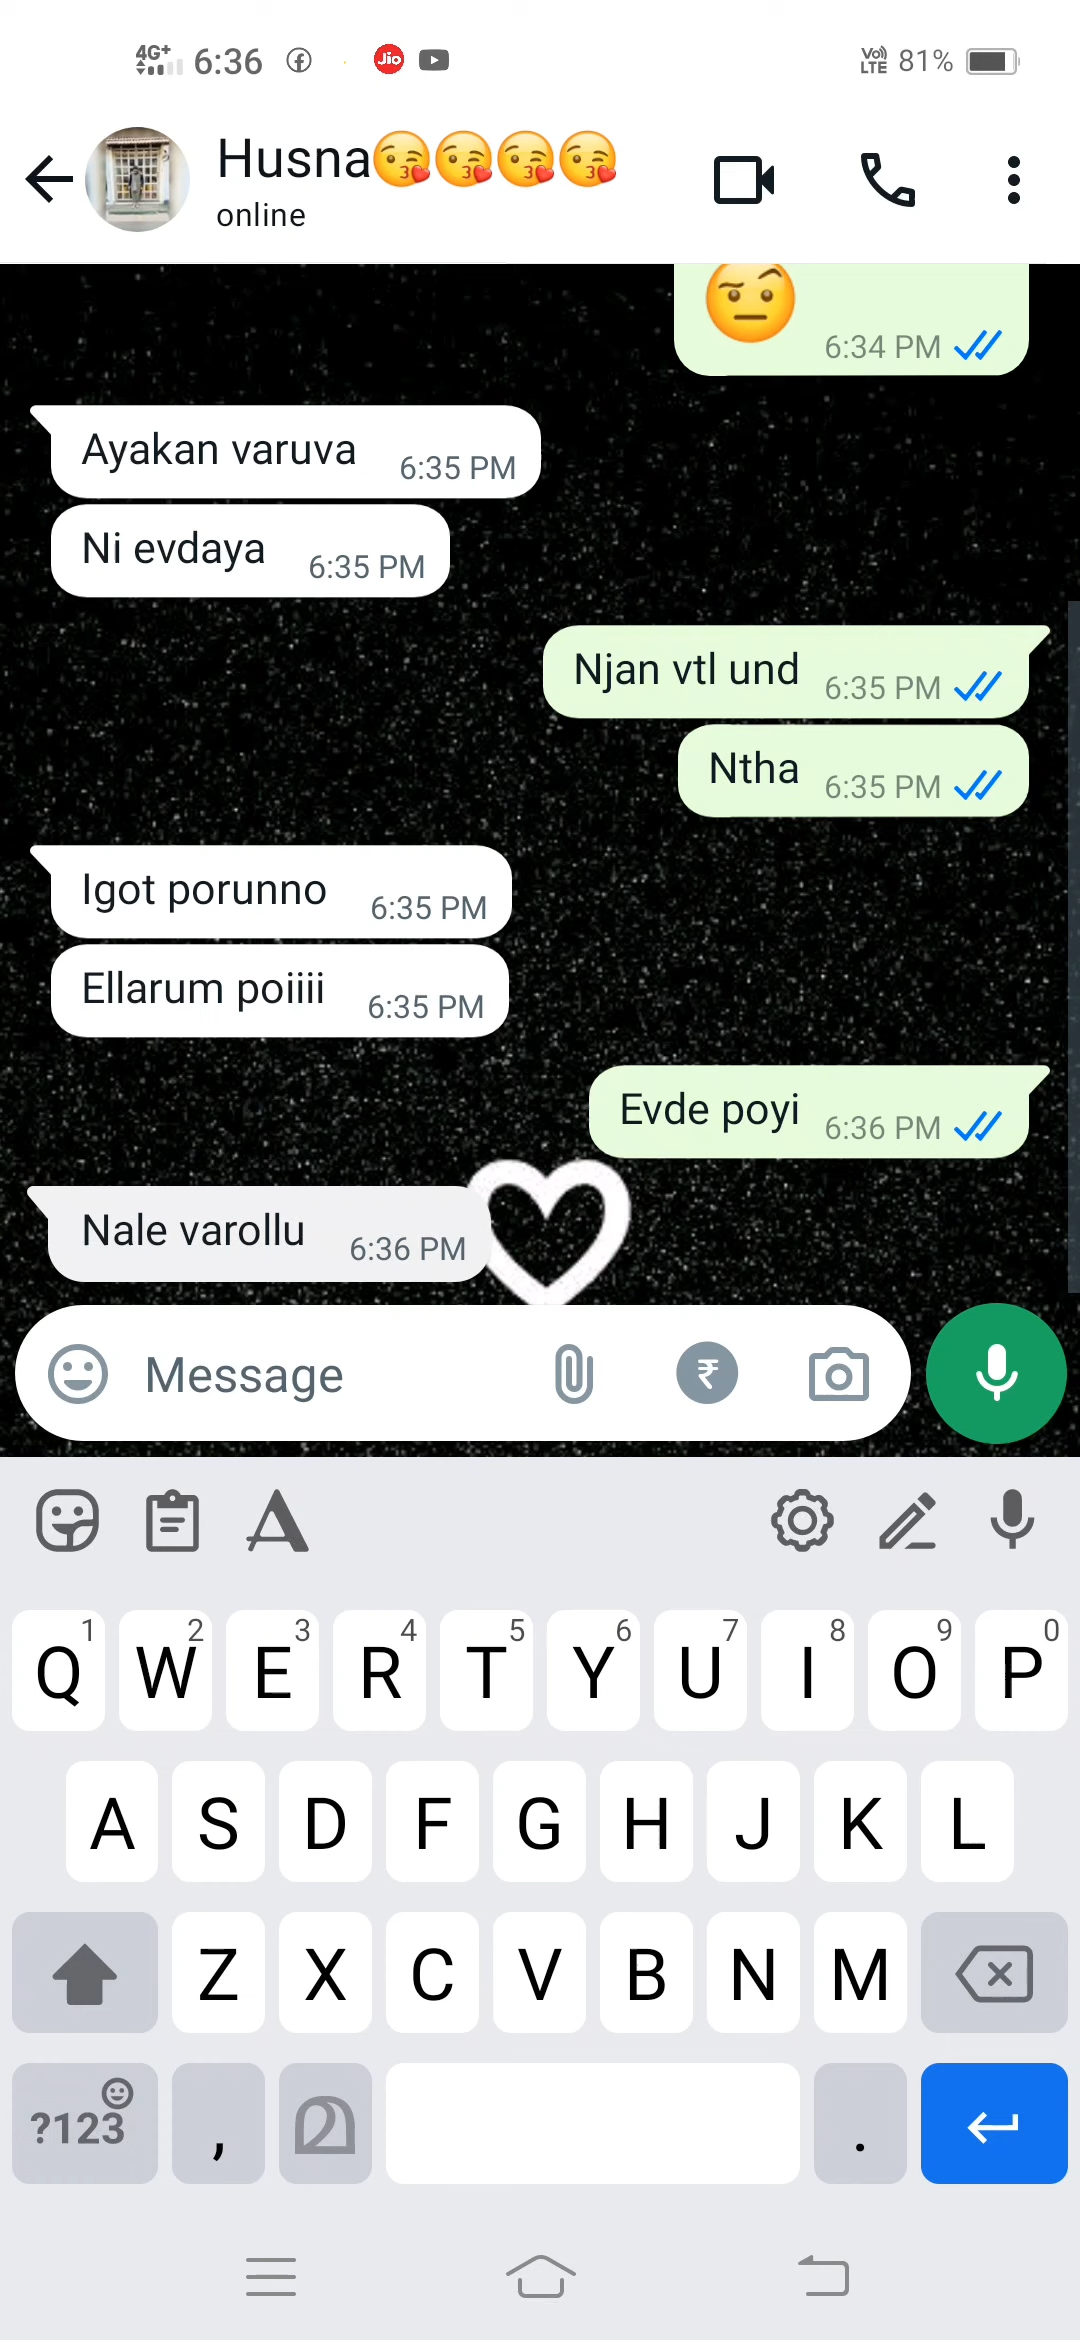 4G+ 6:36 Jio Vo) LTE 81%
Husna😘😘😘😘
online
🤨 6:34 PM
Ayakan varuva 6:35 PM
Ni evdaya 6:35 PM
Njan vtl und 6:35 PM
Ntha 6:35 PM
Igot porunno 6:35 PM
Ellarum poiiii 6:35 PM
Evde poyi 6:36 PM
Nale varollu 6:36 PM
Message ₹
A
1 2 3 4 5 6 7 8 9 0
Q W E R T Y U I O P
A S D F G H J K L
Z X C V B N M
?123 , മ .